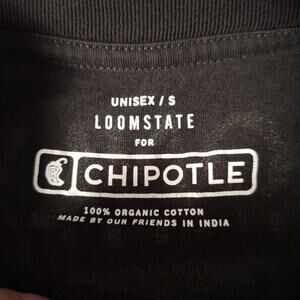 UNISEX / S
LOOMSTATE
FOR
CHIPOTLE
100% ORGANIC COTTON
MADE BY OUR FRIENDS IN INDIA